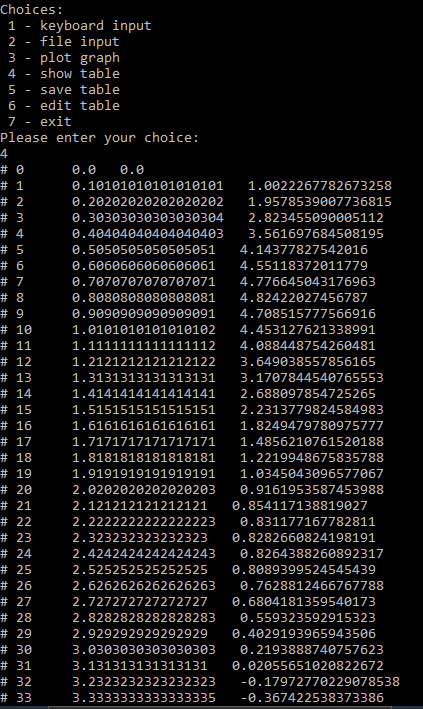 Choices:
1 - keyboard input
2 - file input
3 - plot graph
4 - show table
5 - save table
6 - edit table
7 - exit
Please enter your choice:
4
# 0 0.0 0.0
# 1 0.10101010101010101 1.0022267782673258
# 2 0.20202020202020202 1.9578539007736815
# 3 0.30303030303030304 2.823455090005112
# 4 0.40404040404040403 3.561697684508195
# 5 0.5050505050505051 4.14377827542016
# 6 0.6060606060606061 4.55118372011779
# 7 0.7070707070707071 4.776645043176963
# 8 0.8080808080808081 4.82422027456787
# 9 0.9090909090909091 4.708515777566916
# 10 1.0101010101010102 4.453127621338991
# 11 1.1111111111111112 4.088448754260481
# 12 1.2121212121212122 3.649038557856165
# 13 1.3131313131313131 3.1707844540765553
# 14 1.4141414141414141 2.688097854725265
# 15 1.5151515151515151 2.2313779824584983
# 16 1.6161616161616161 1.8249479780975777
# 17 1.7171717171717171 1.4856210761520188
# 18 1.8181818181818181 1.2219948675835788
# 19 1.9191919191919191 1.0345043096577067
# 20 2.0202020202020203 0.9161953587453988
# 21 2.121212121212121 0.854117138819027
# 22 2.2222222222222223 0.831177167782811
# 23 2.323232323232323 0.8282660824198191
# 24 2.4242424242424243 0.8264388260892317
# 25 2.525252525252525 0.8089399524545439
# 26 2.6262626262626263 0.7628812466767788
# 27 2.727272727272727 0.6804181359540173
# 28 2.8282828282828283 0.559323592915323
# 29 2.929292929292929 0.4029193965943506
# 30 3.0303030303030303 0.2193888740757623
# 31 3.131313131313131 0.02055651020822672
# 32 3.2323232323232323 -0.17972770229078538
# 33 3.3333333333333335 -0.367422538373386